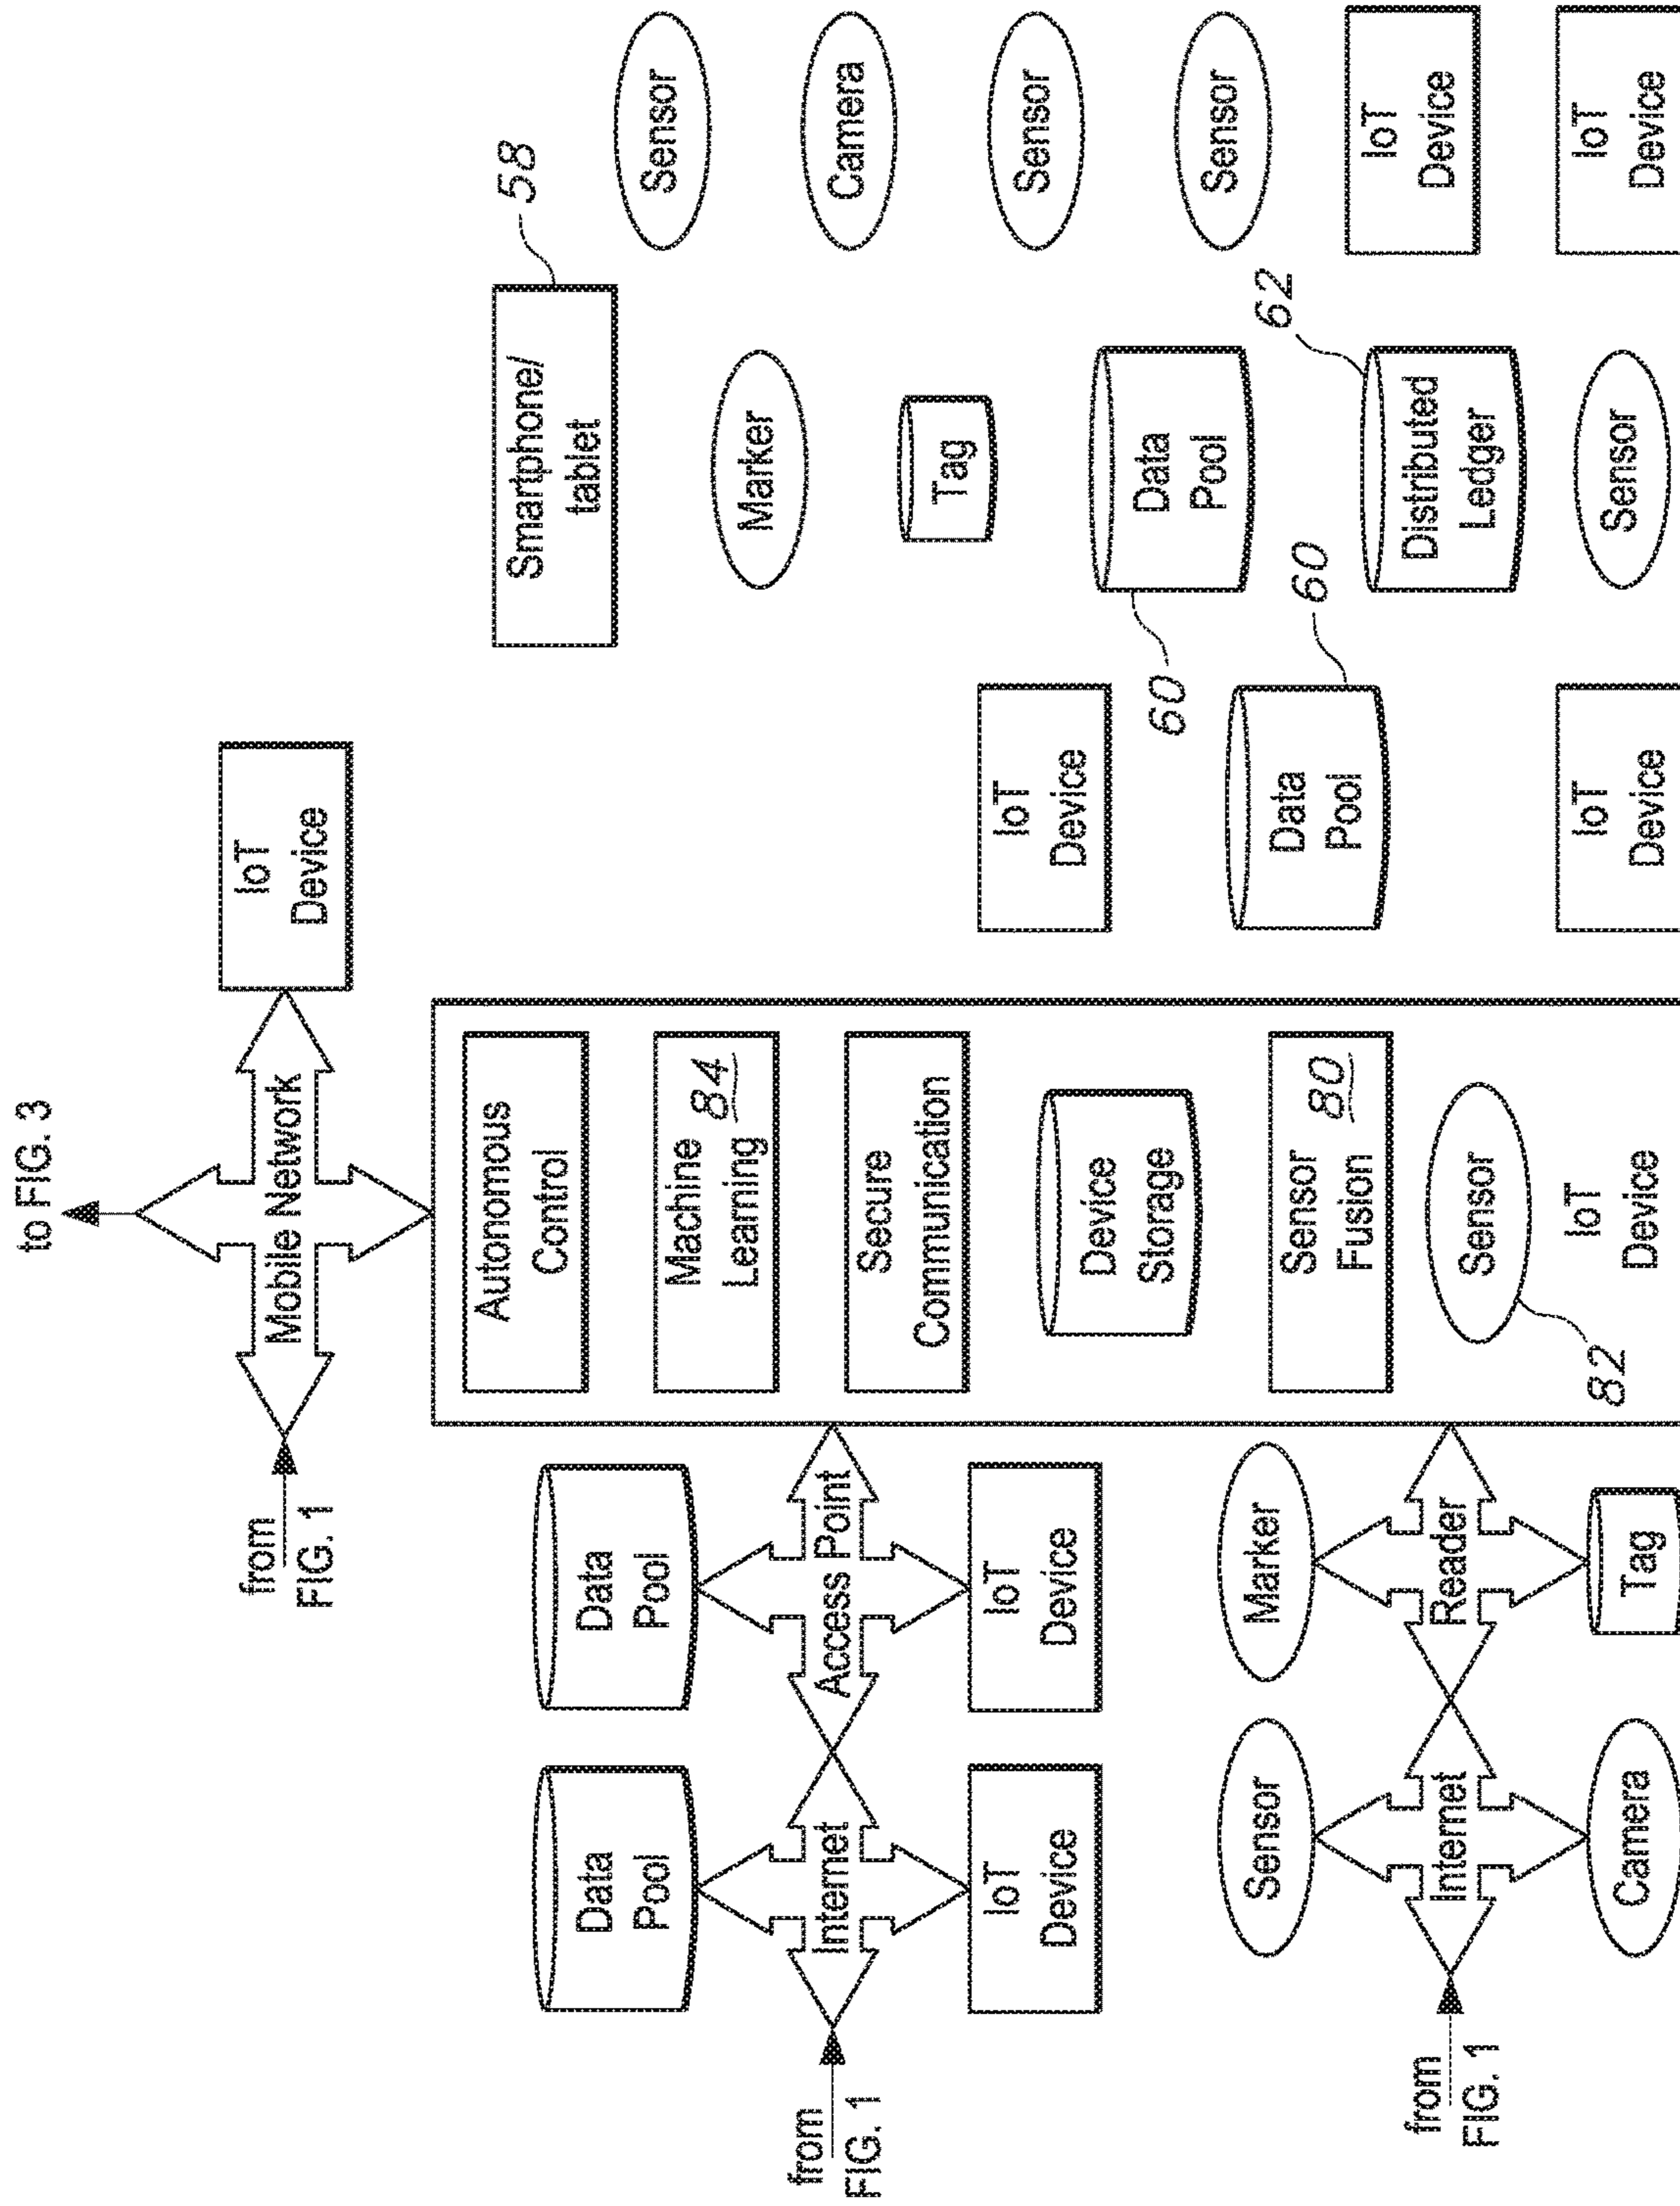 to FIG. 3
from
FIG. 1
Mobile Network
IoT
Device
Smartphone/
tablet
58
Autonomous
Control
Machine
Learning
84
Secure
Communication
Device
Storage
Sensor
Fusion
80
Sensor
82
IoT
Device
from
FIG. 1
Internet
Data
Pool
IoT
Device
Access Point
Data
Pool
IoT
Device
from
FIG. 1
Internet
Sensor
Camera
Reader
Marker
Tag
IoT
Device
Data
Pool
60
IoT
Device
Marker
Tag
Data
Pool
60
Distributed
Ledger
62
Sensor
Sensor
Camera
Sensor
Sensor
IoT
Device
IoT
Device